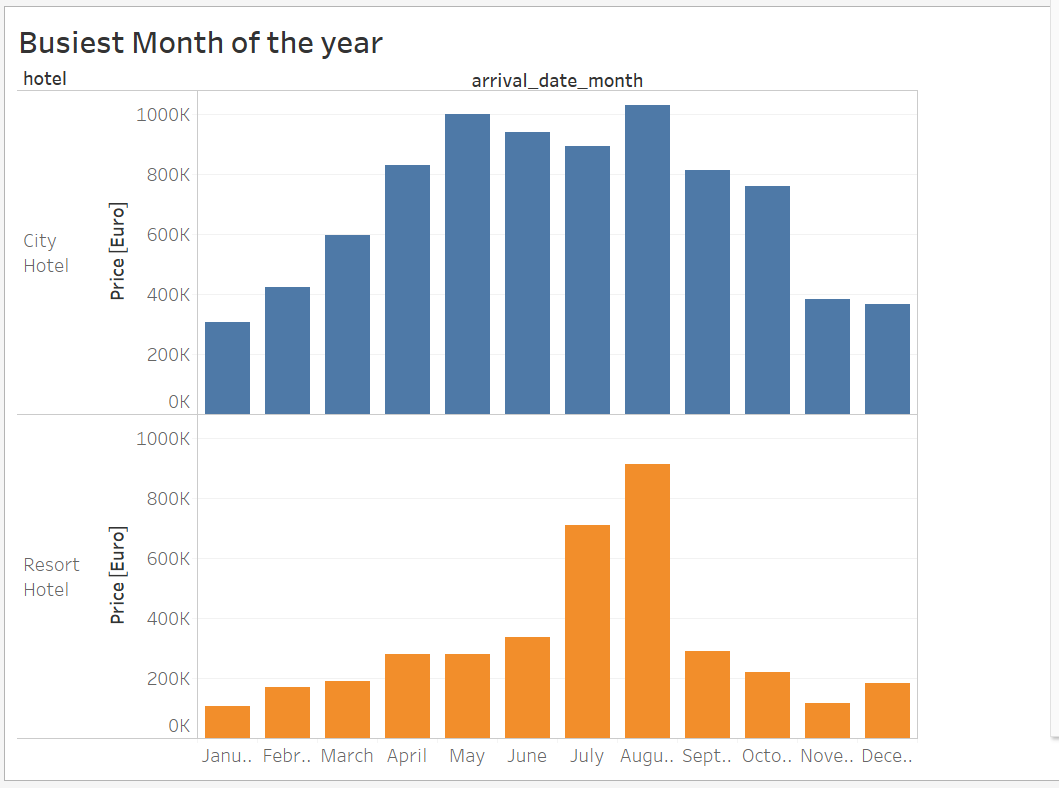 Busiest Month of the year
hotel
arrival_date_month
City
Hotel
Price [Euro]
1000K
800K
600K
400K
200K
0K
Resort
Hotel
Price [Euro]
1000K
800K
600K
400K
200K
0K
Janu.. Febr.. March April May June July Augu.. Sept.. Octo.. Nove.. Dece..